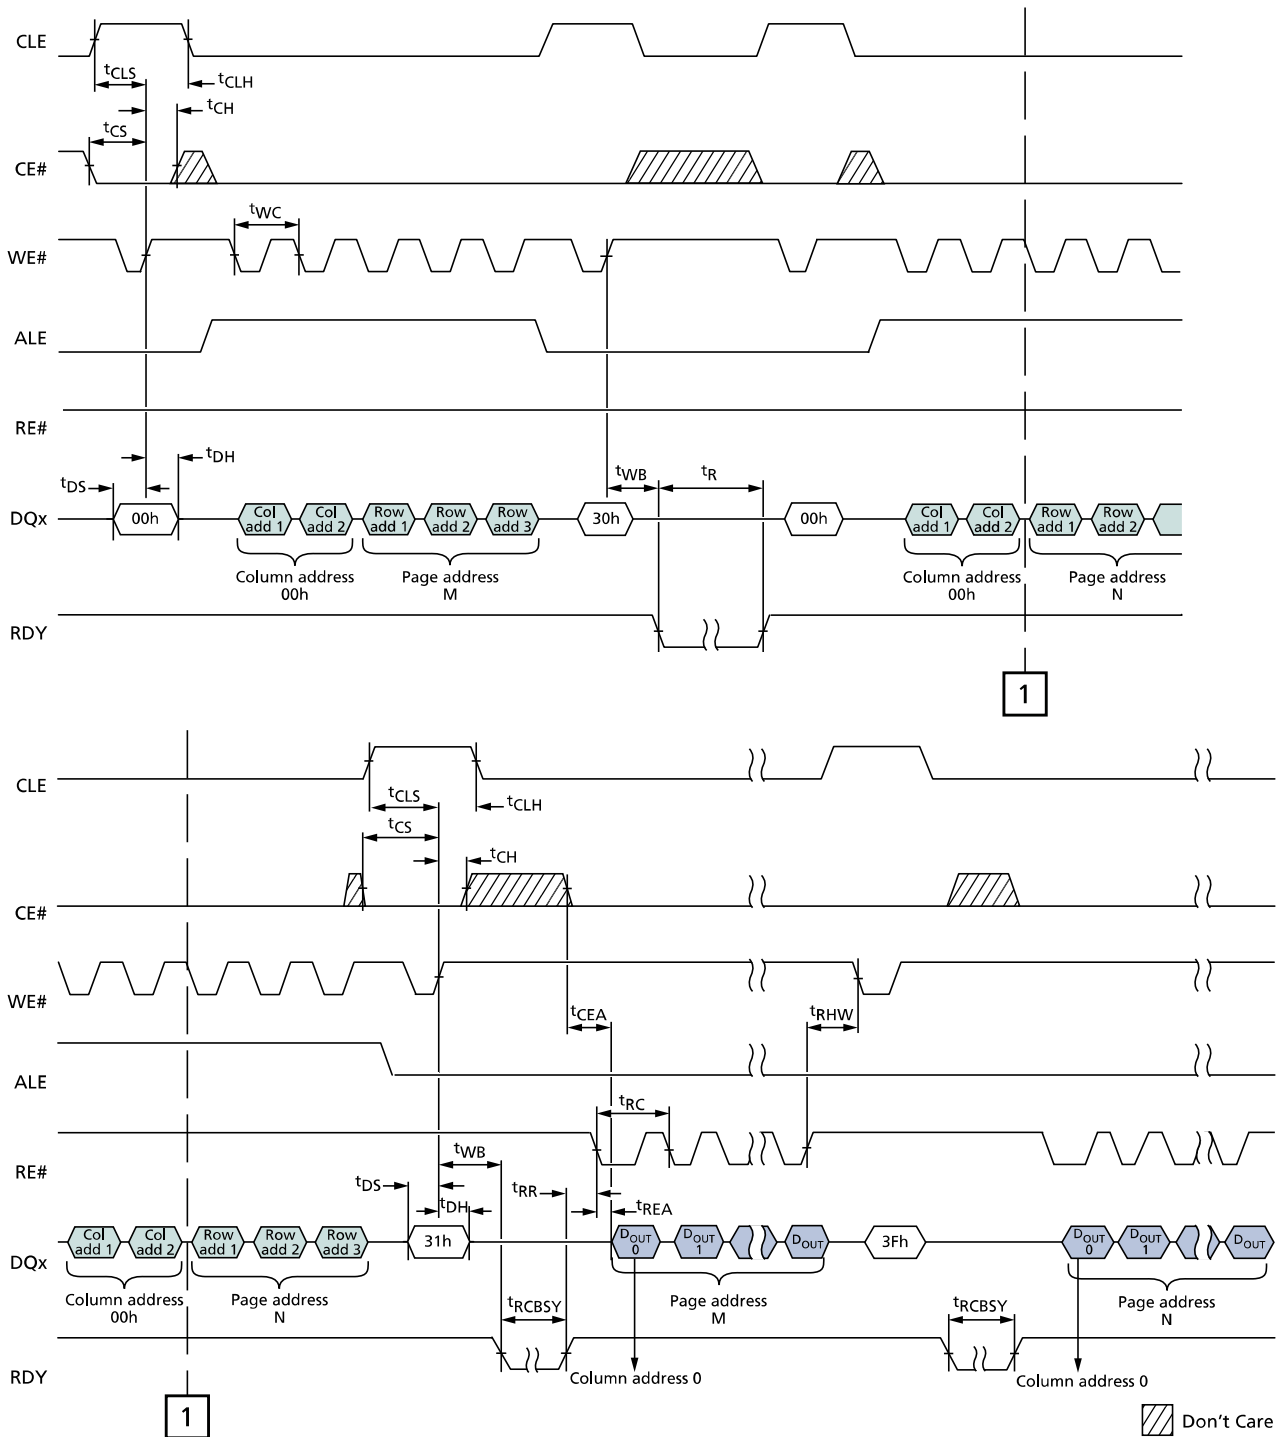 CLE
tCLS
tCLH
tCH
tCS
CE#
tWC
WE#
ALE
RE#
tDH
tDS
tWB
tR
DQx
00h
Col add 1
Col add 2
Row add 1
Row add 2
Row add 3
30h
00h
Col add 1
Col add 2
Row add 1
Row add 2
Column address
00h
Page address
M
Column address
00h
Page address
N
RDY
1
CLE
tCLS
tCLH
tCS
tCH
CE#
WE#
tCEA
tRHW
ALE
tRC
RE#
tWB
tDS
tDH
tRR
tREA
DQx
Col add 1
Col add 2
Row add 1
Row add 2
Row add 3
31h
DOUT 0
DOUT 1
DOUT
3Fh
DOUT 0
DOUT 1
DOUT
Column address
00h
Page address
N
tRCBSY
Page address
M
tRCBSY
Page address
N
RDY
Column address 0
Column address 0
1
Don't Care